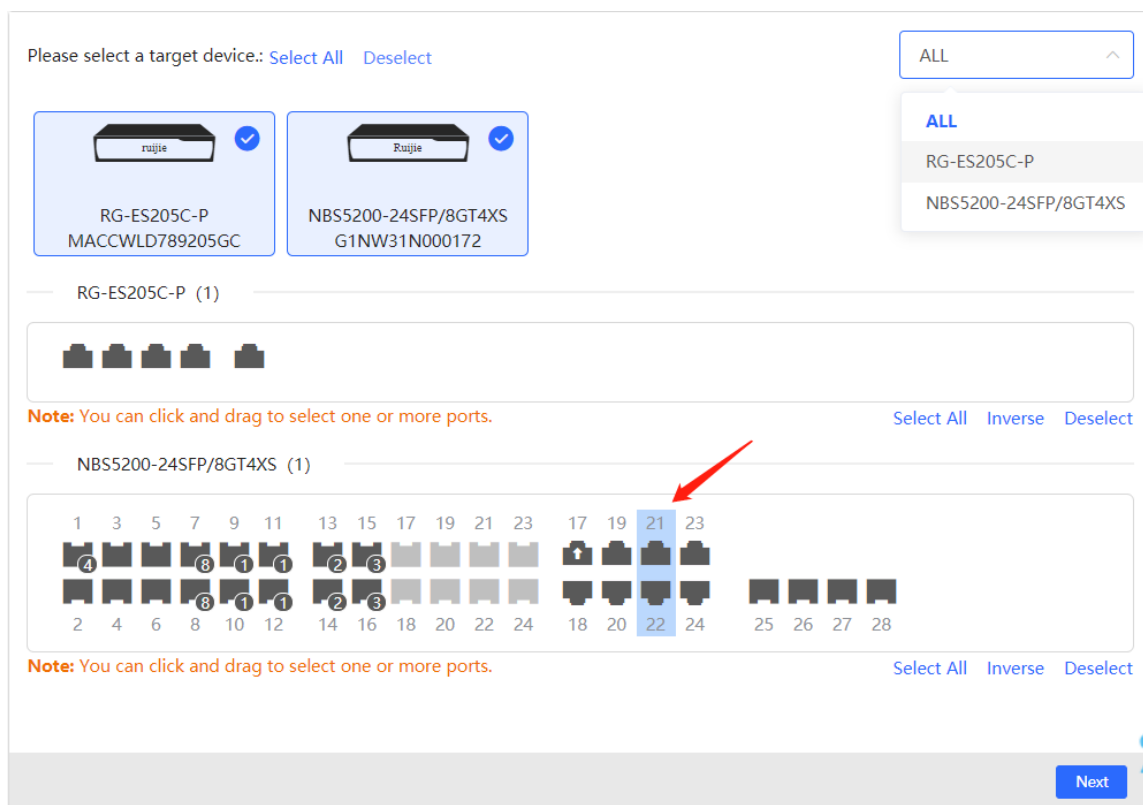 Please select a target device.: Select All Deselect
ALL
ALL
RG-ES205C-P
NBS5200-24SFP/8GT4XS
ruijie
Ruijie
RG-ES205C-P
MACCWLD789205GC
NBS5200-24SFP/8GT4XS
G1NW31N000172
RG-ES205C-P (1)
Note: You can click and drag to select one or more ports.
Select All Inverse Deselect
NBS5200-24SFP/8GT4XS (1)
1 3 5 7 9 11 13 15 17 19 21 23 17 19 21 23
4 8 1 1 2 3
8 1 1 2 3
2 4 6 8 10 12 14 16 18 20 22 24 18 20 22 24 25 26 27 28
Note: You can click and drag to select one or more ports.
Select All Inverse Deselect
Next